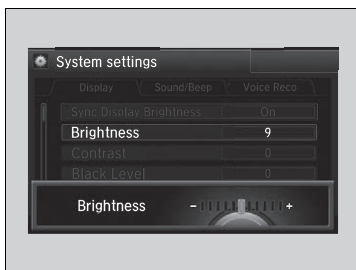 System settings
Display Sound/Beep Voice Reco
Sync Display Brightness On
Brightness 9
Contrast 0
Black Level 0
Brightness - +